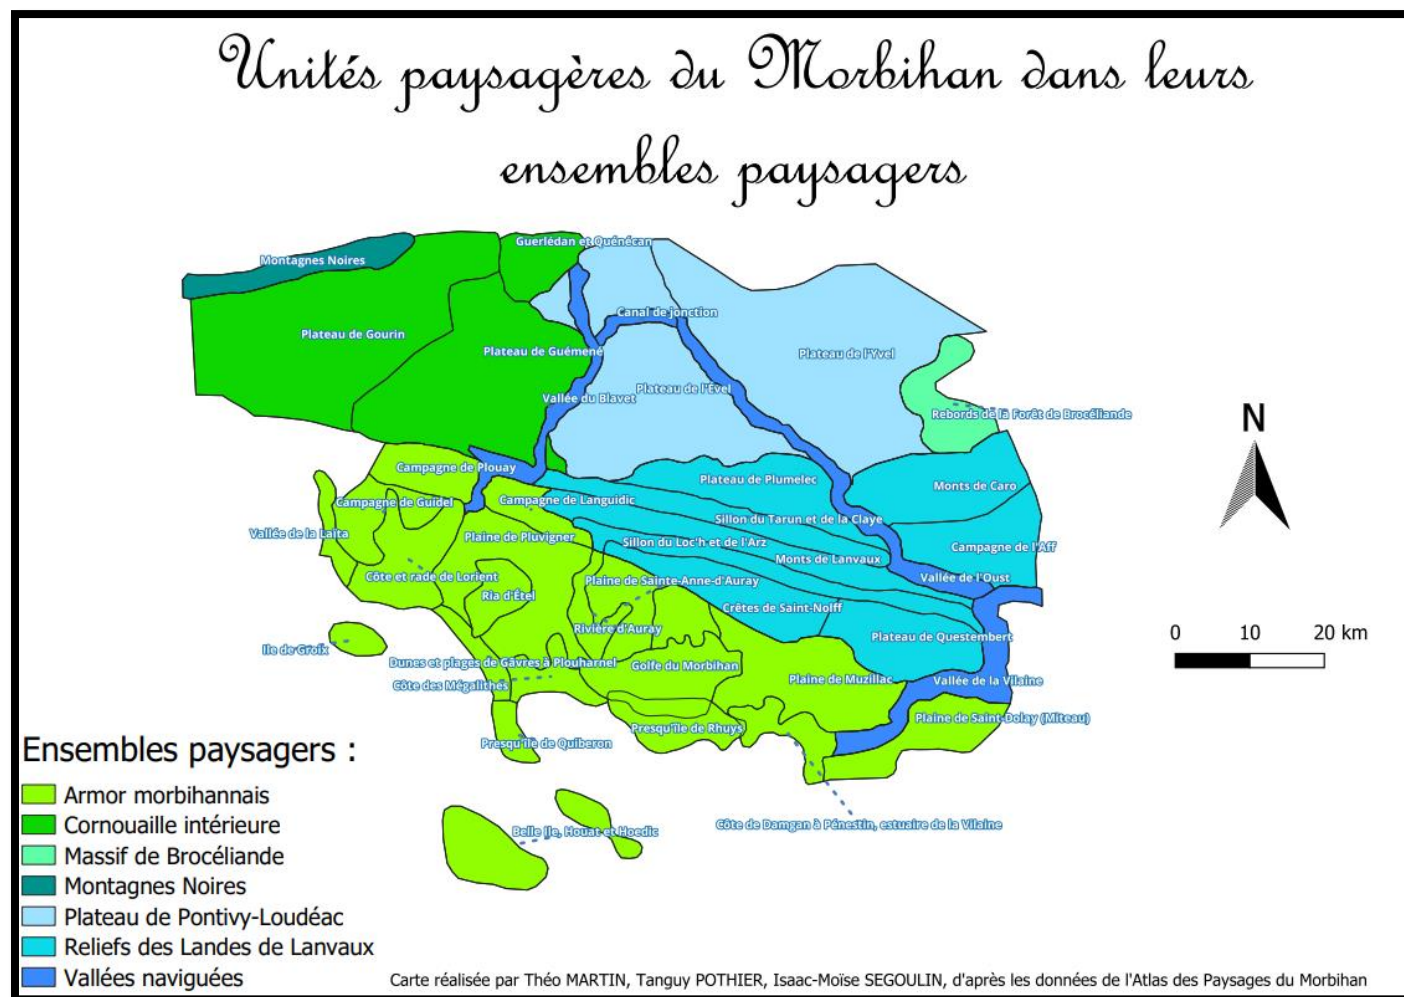 Unités paysagères du Morbihan dans leurs
ensembles paysagers
Guerlédan et Quénécan
Montagnes Noires
Canal de jonction
Plateau de Gourin
Plateau de Guémené
Plateau de l'Yvel
Plateau de l'Ével
Vallée du Blavet
Rebords de la Forêt de Brocéliande
Campagne de Plouay
Plateau de Plumelec
Monts de Caro
Campagne de Guidel
Campagne de Languidic
Sillon du Tarun et de la Claye
Vallée de la Laïta
Plaine de Pluvigner
Sillon du Loc'h et de l'Arz
Campagne de l'Aff
Monts de Lanvaux
Côte et rade de Lorient
Plaine de Sainte-Anne-d'Auray
Vallée de l'Oust
Ria d'Étel
Crêtes de Saint-Nolff
Rivière d'Auray
Plateau de Questembert
Ile de Groix
Dunes et plages de Gâvres à Plouharnel
Golfe du Morbihan
Côte des Mégalithes
Plaine de Muzillac
Vallée de la Vilaine
Plaine de Saint-Dolay (Miteau)
Presqu'île de Rhuys
Presqu'île de Quiberon
Côte de Damgan à Pénestin, estuaire de la Vilaine
Belle Ile, Houat et Hoedic
N
0 10 20 km
Ensembles paysagers :
Armor morbihannais
Cornouaille intérieure
Massif de Brocéliande
Montagnes Noires
Plateau de Pontivy-Loudéac
Reliefs des Landes de Lanvaux
Vallées naviguées
Carte réalisée par Théo MARTIN, Tanguy POTHIER, Isaac-Moïse SEGOULIN, d'après les données de l'Atlas des Paysages du Morbihan